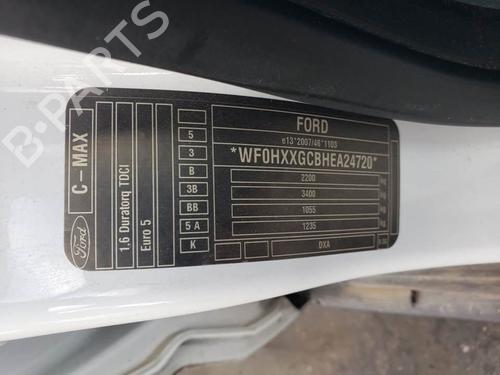 FORD
e13*2007/46*1103
*WF0HXXGCBHEA24720*
2200
3400
1055
1235
DXA
5
3
B
3B
BB
5 A
K
Euro 5
1.6 Duratorq TDCI
C-MAX
Ford
B-PARTS